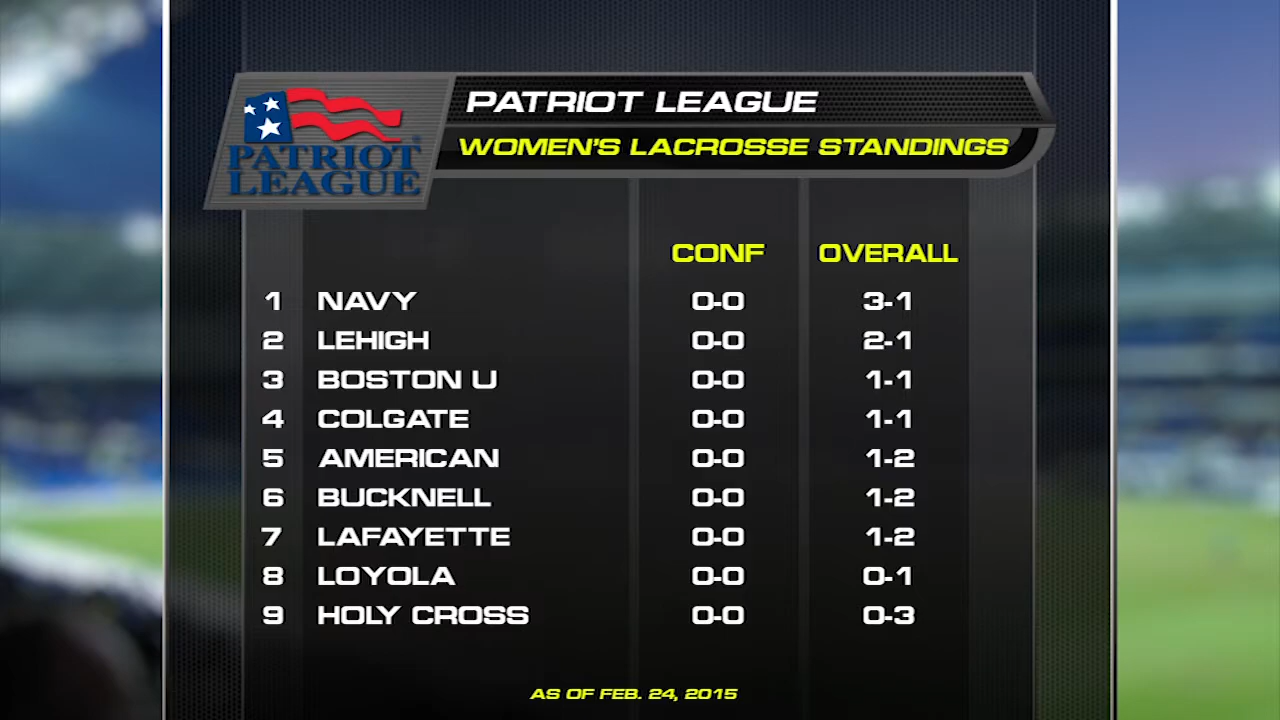 PATRIOT LEAGUE
PATRIOT LEAGUE
WOMEN'S LACROSSE STANDINGS
CONF OVERALL
1 NAVY 0-0 3-1
2 LEHIGH 0-0 2-1
3 BOSTON U 0-0 1-1
4 COLGATE 0-0 1-1
5 AMERICAN 0-0 1-2
6 BUCKNELL 0-0 1-2
7 LAFAYETTE 0-0 1-2
8 LOYOLA 0-0 0-1
9 HOLY CROSS 0-0 0-3
AS OF FEB. 24, 2015